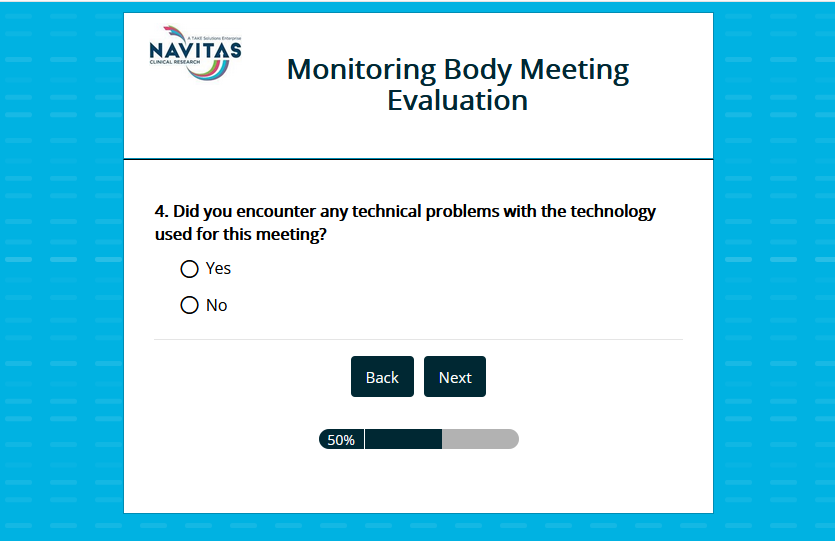 A TAKE Solutions Enterprise
NAVITAS
CLINICAL RESEARCH
Monitoring Body Meeting
Evaluation
4. Did you encounter any technical problems with the technology
used for this meeting?
Yes
No
Back Next
50%